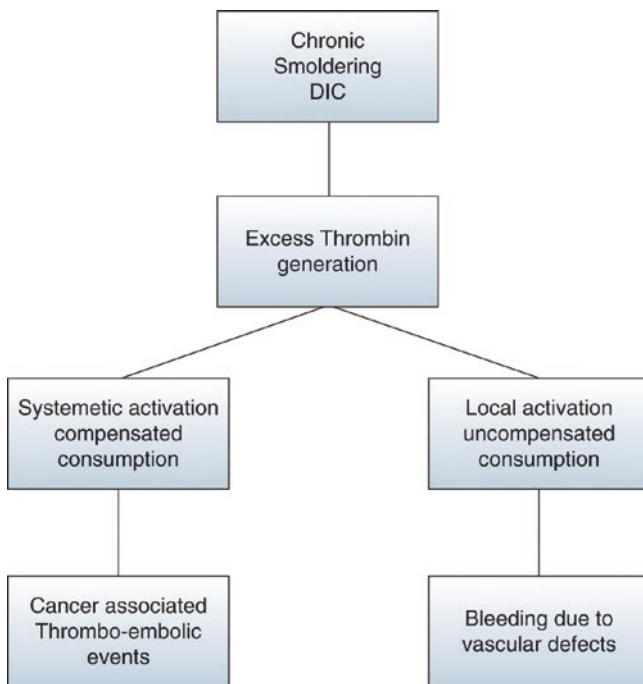 Chronic
Smoldering
DIC
Excess Thrombin
generation
Systemetic activation
compensated
consumption
Local activation
uncompensated
consumption
Cancer associated
Thrombo-embolic
events
Bleeding due to
vascular defects